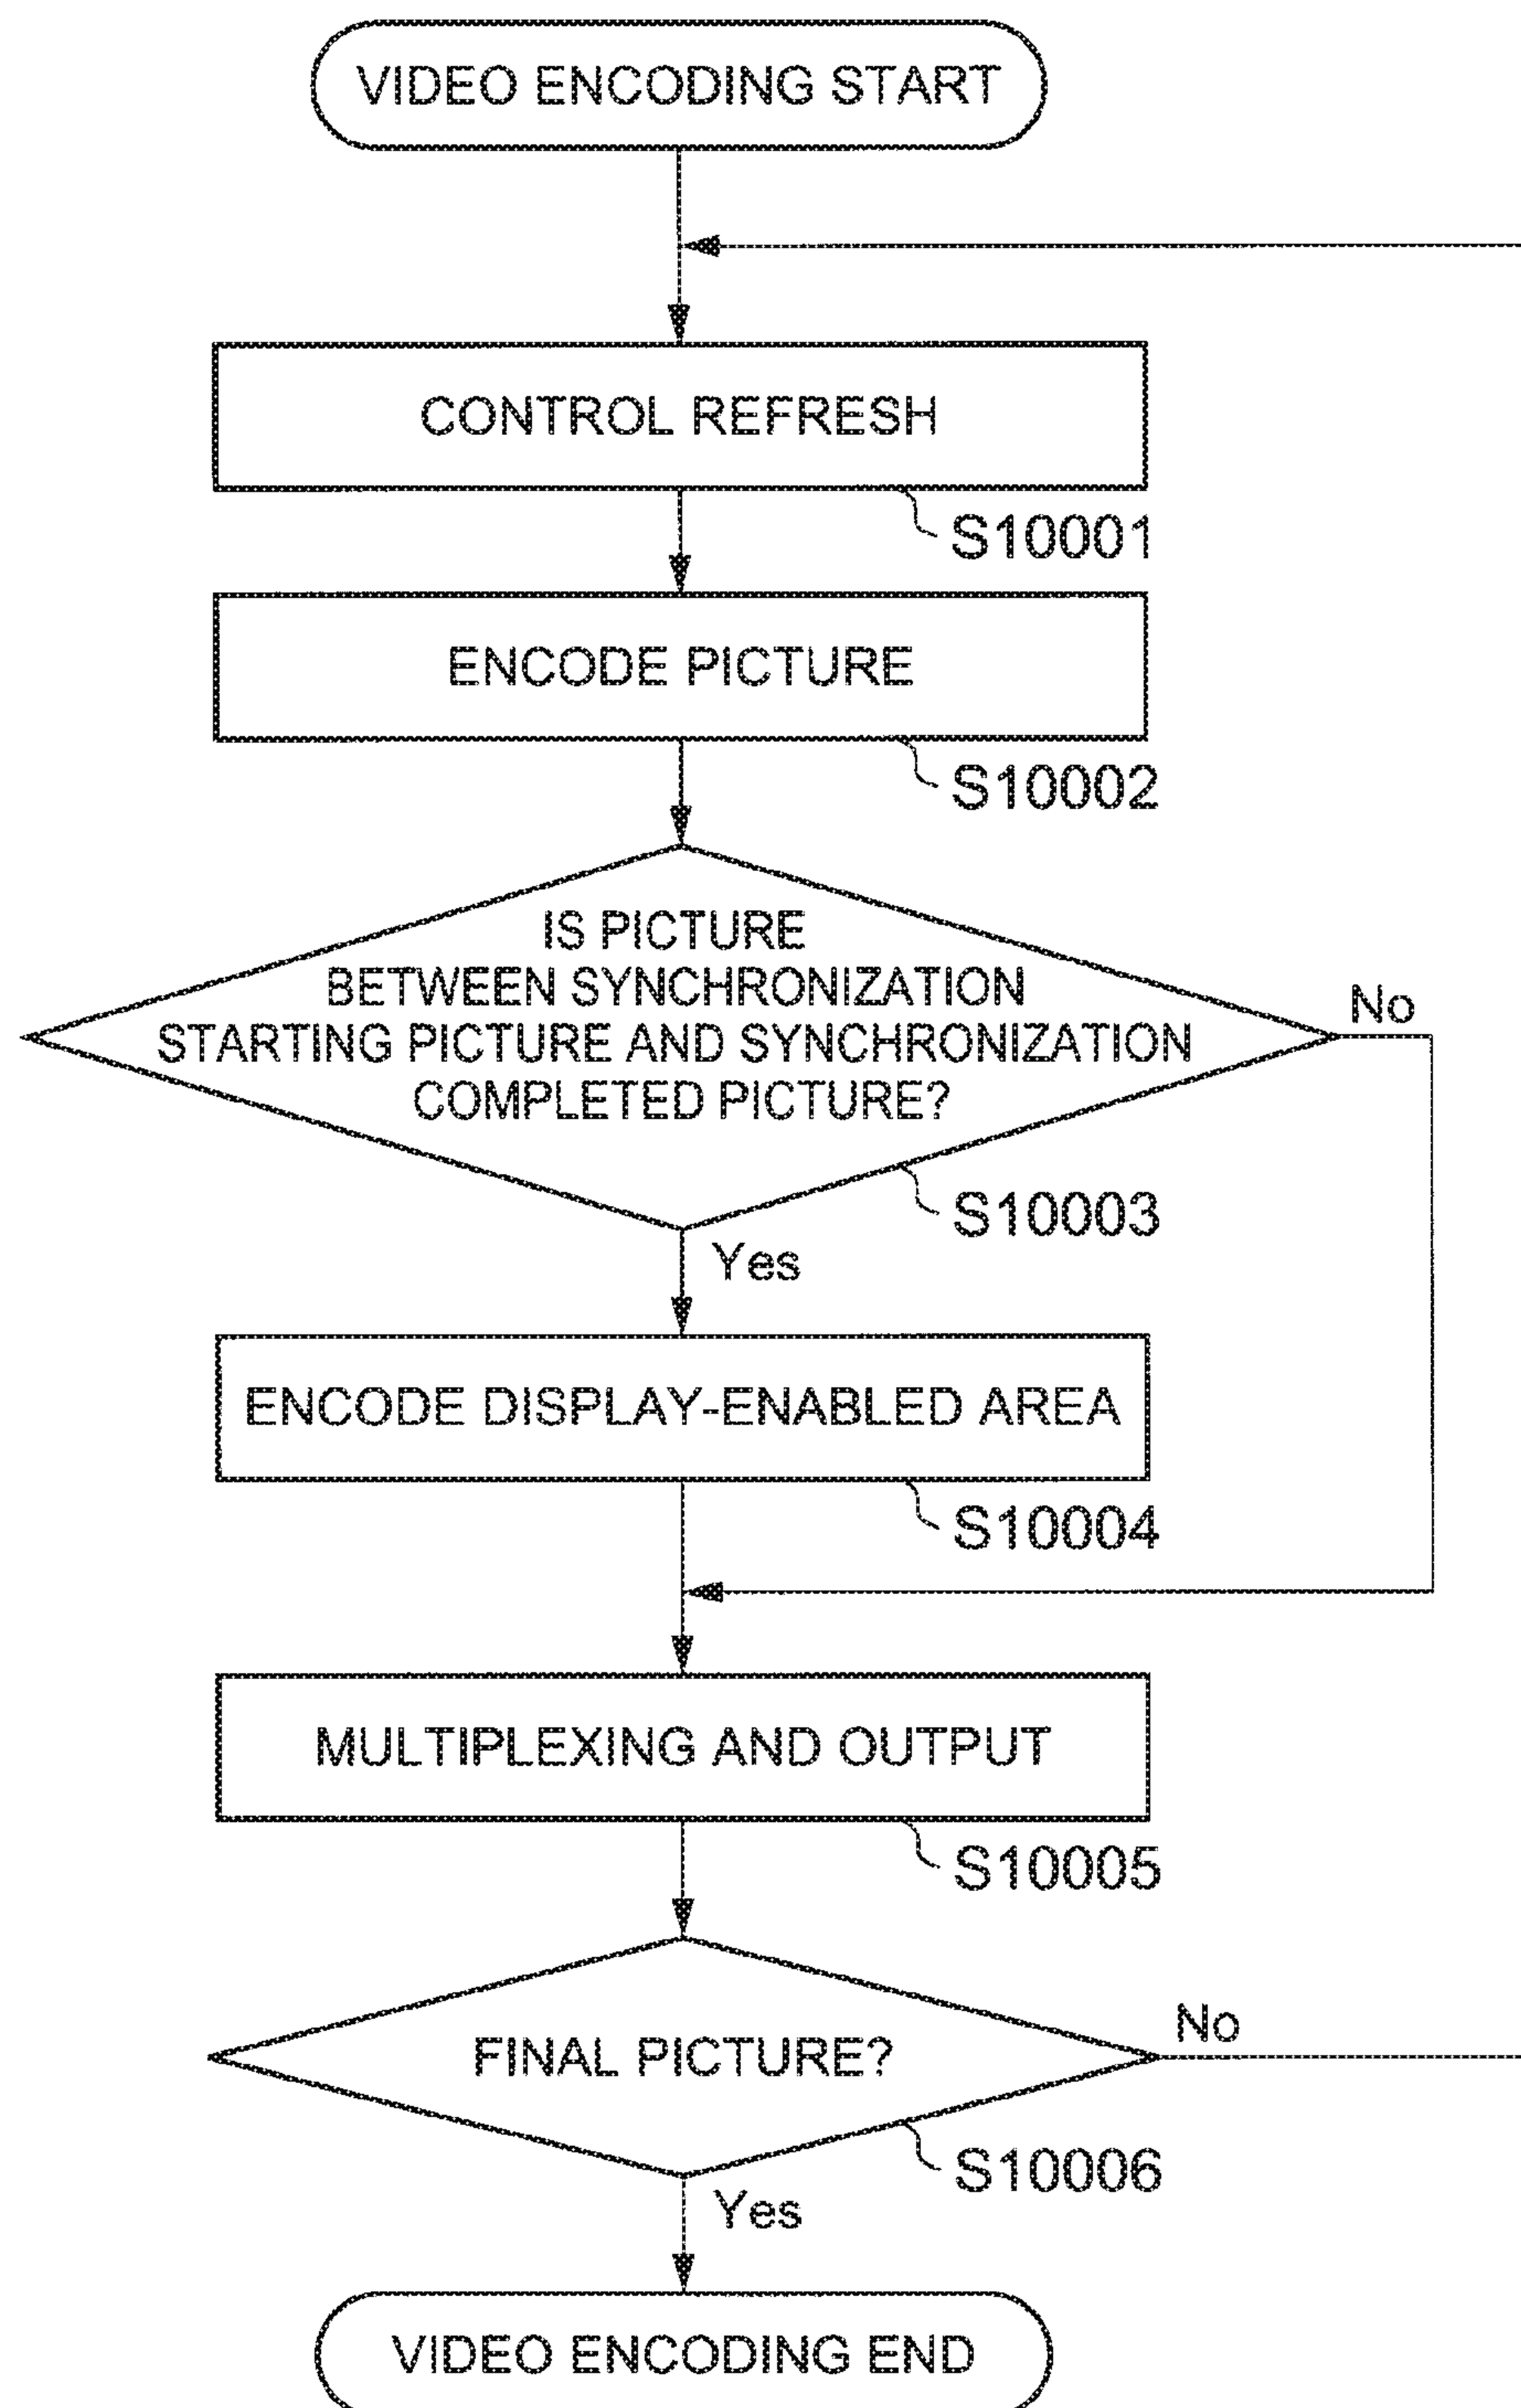 VIDEO ENCODING START
CONTROL REFRESH
S10001
ENCODE PICTURE
S10002
IS PICTURE
BETWEEN SYNCHRONIZATION
STARTING PICTURE AND SYNCHRONIZATION
COMPLETED PICTURE?
No
S10003
Yes
ENCODE DISPLAY-ENABLED AREA
S10004
MULTIPLEXING AND OUTPUT
S10005
FINAL PICTURE?
No
S10006
Yes
VIDEO ENCODING END